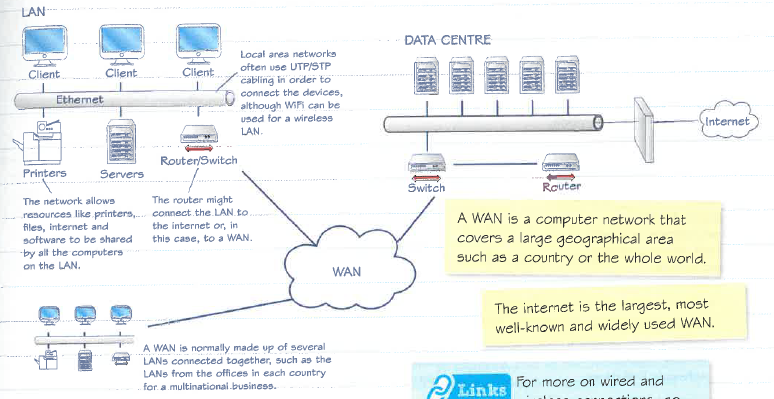 LAN
Client
Client
Client
Ethernet
Printers
Servers
Router/Switch
Local area networks
often use UTP/STP
cabling in order to
connect the devices,
although WiFi can be
used for a wireless
LAN.
The network allows
resources like printers,
files, internet and
software to be shared
by all the computers
on the LAN.
The router might
connect the LAN to
the internet or, in
this case, to a WAN.
DATA CENTRE
Internet
Switch
Router
WAN
A WAN is a computer network that
covers a large geographical area
such as a country or the whole world.
The internet is the largest, most
well-known and widely used WAN.
A WAN is normally made up of several
LANs connected together, such as the
LANs from the offices in each country
for a multinational business.
Links
For more on wired and